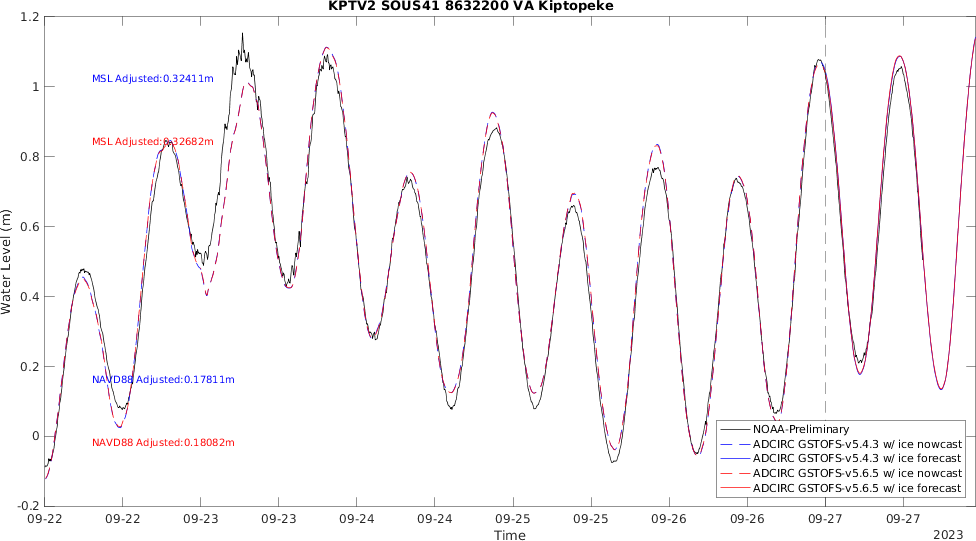 KPTV2 SOUS41 8632200 VA Kiptopeke
1.2
1
0.8
0.6
0.4
0.2
0
-0.2
Water Level (m)
MSL Adjusted:0.32411m
MSL Adjusted:0.32682m
NAVD88 Adjusted:0.17811m
NAVD88 Adjusted:0.18082m
NOAA-Preliminary
ADCIRC GSTOFS-v5.4.3 w/ ice nowcast
ADCIRC GSTOFS-v5.4.3 w/ ice forecast
ADCIRC GSTOFS-v5.6.5 w/ ice nowcast
ADCIRC GSTOFS-v5.6.5 w/ ice forecast
09-22 09-22 09-23 09-23 09-24 09-24 09-25 09-25 09-26 09-26 09-27 09-27
Time
2023